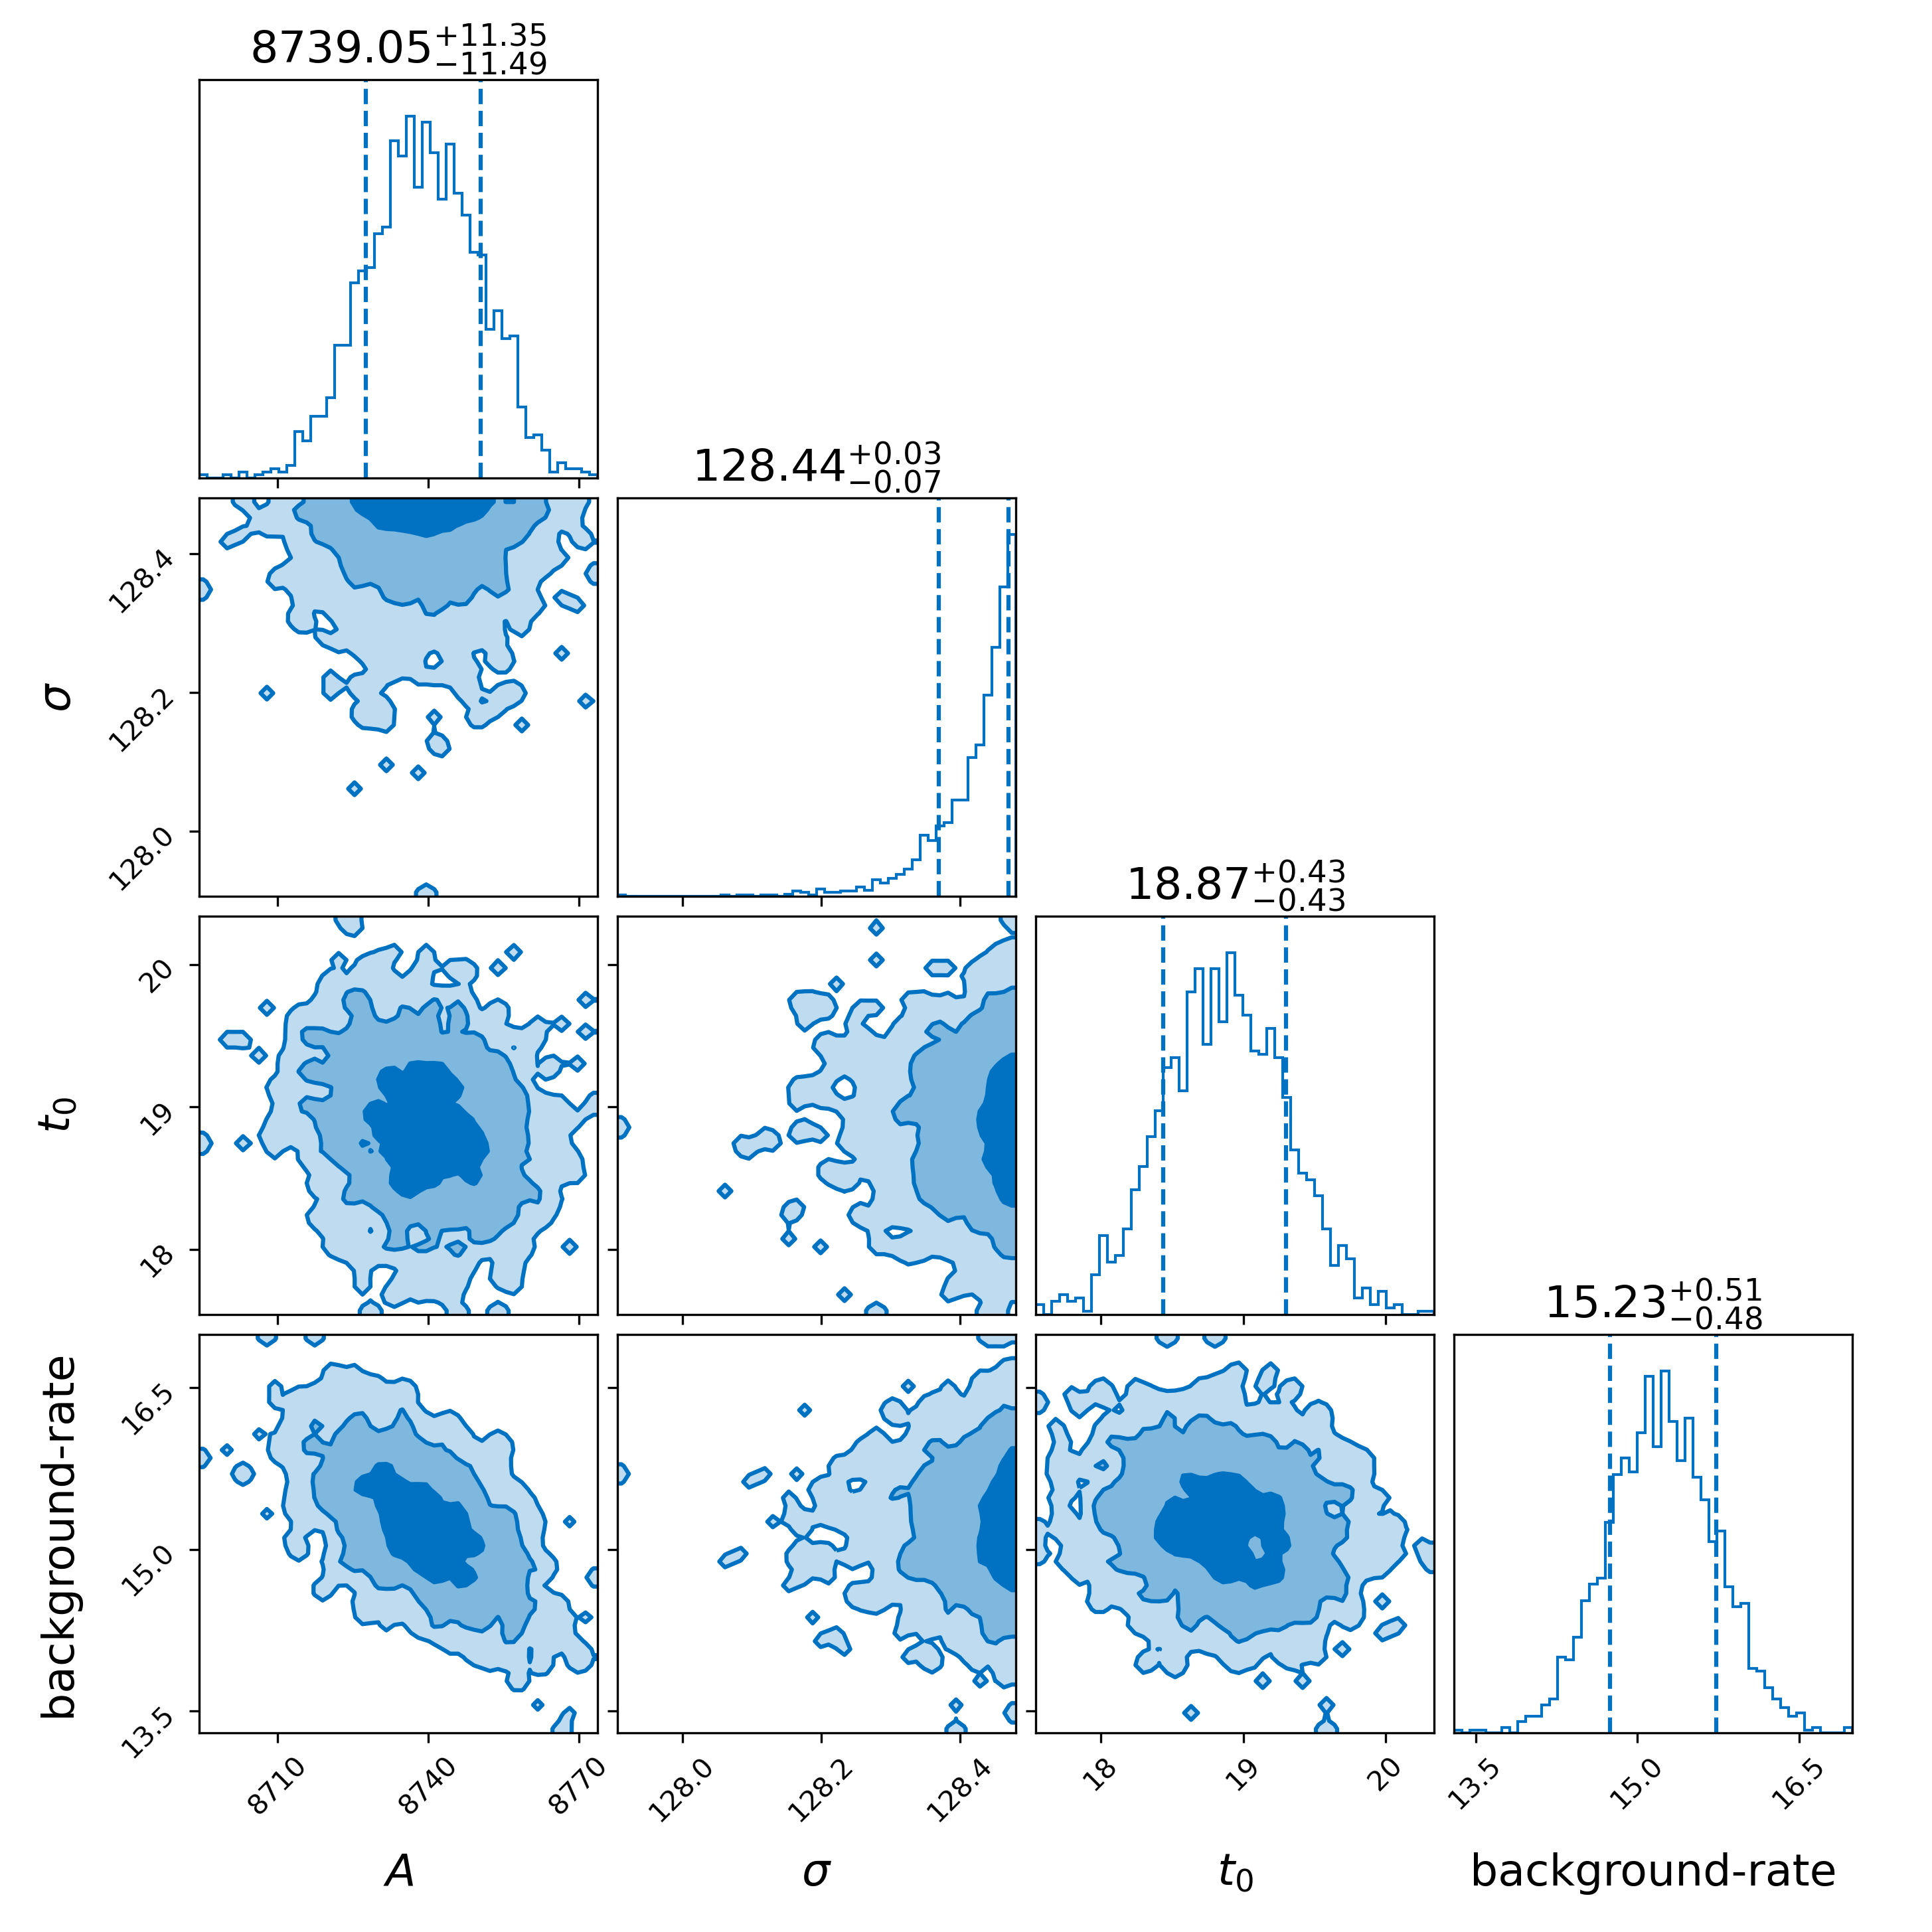 8739.05+11.35−11.49
128.44+0.03−0.07
128.4
128.2
128.0
σ
18.87+0.43−0.43
20
19
18
t0
15.23+0.51−0.48
16.5
15.0
13.5
background-rate
8710 8740 8770 128.0 128.2 128.4 18 19 20 13.5 15.0 16.5
A σ t0 background-rate